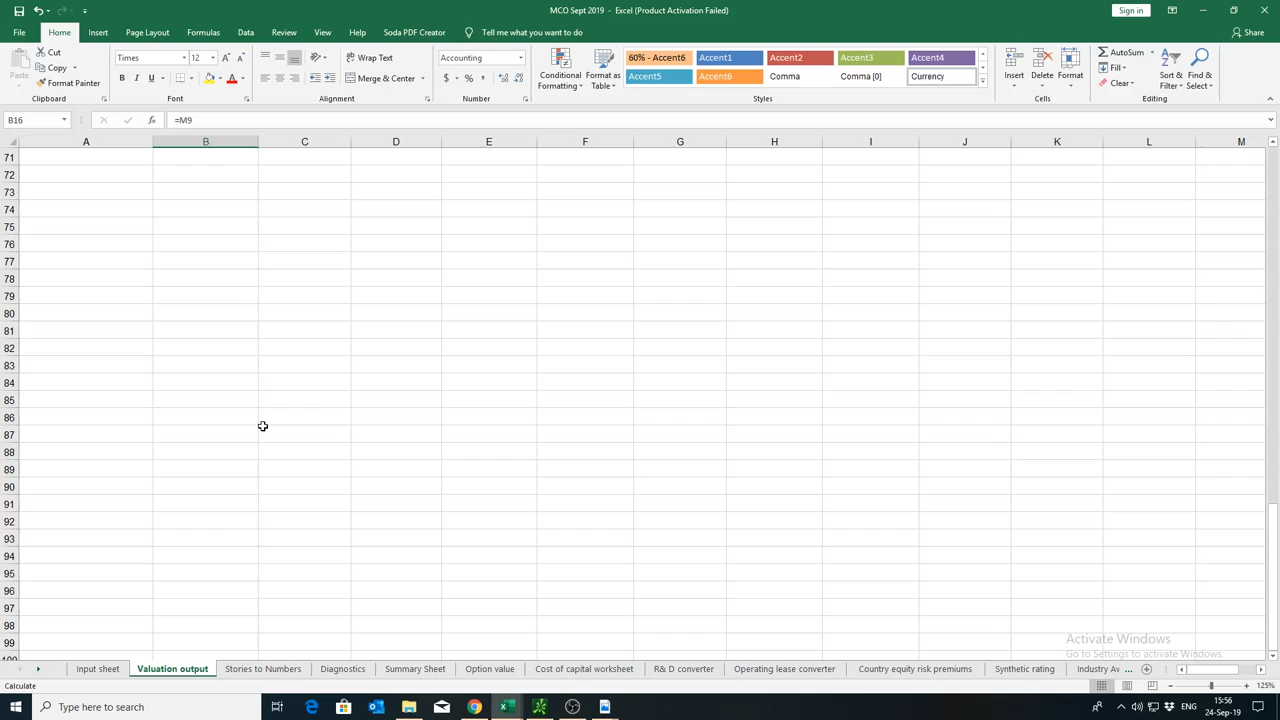 MCO Sept 2019 - Excel (Product Activation Failed)
Sign in
File Home Insert Page Layout Formulas Data Review View Help Soda PDF Creator Tell me what you want to do Share
Paste
Cut
Copy
Format Painter
Clipboard
Times 12
B I U
Font
Wrap Text
Merge & Center
Alignment
Accounting
$ % ,
Number
Conditional Formatting
Format as Table
60% - Accent6 Accent1 Accent2 Accent3 Accent4
Accent5 Accent6 Comma Comma [0] Currency
Styles
Insert Delete Format
Cells
AutoSum
Fill
Clear
Sort & Filter
Find & Select
Editing
B16 fx =M9
A B C D E F G H I J K L M
71
72
73
74
75
76
77
78
79
80
81
82
83
84
85
86
87
88
89
90
91
92
93
94
95
96
97
98
99
Activate Windows
Go to Settings to activate Windows.
Input sheet Valuation output Stories to Numbers Diagnostics Summary Sheet Option value Cost of capital worksheet R& D converter Operating lease converter Country equity risk premiums Synthetic rating Industry Av ...
Calculate
125%
Type here to search
ENG
15:56
24-Sep-19